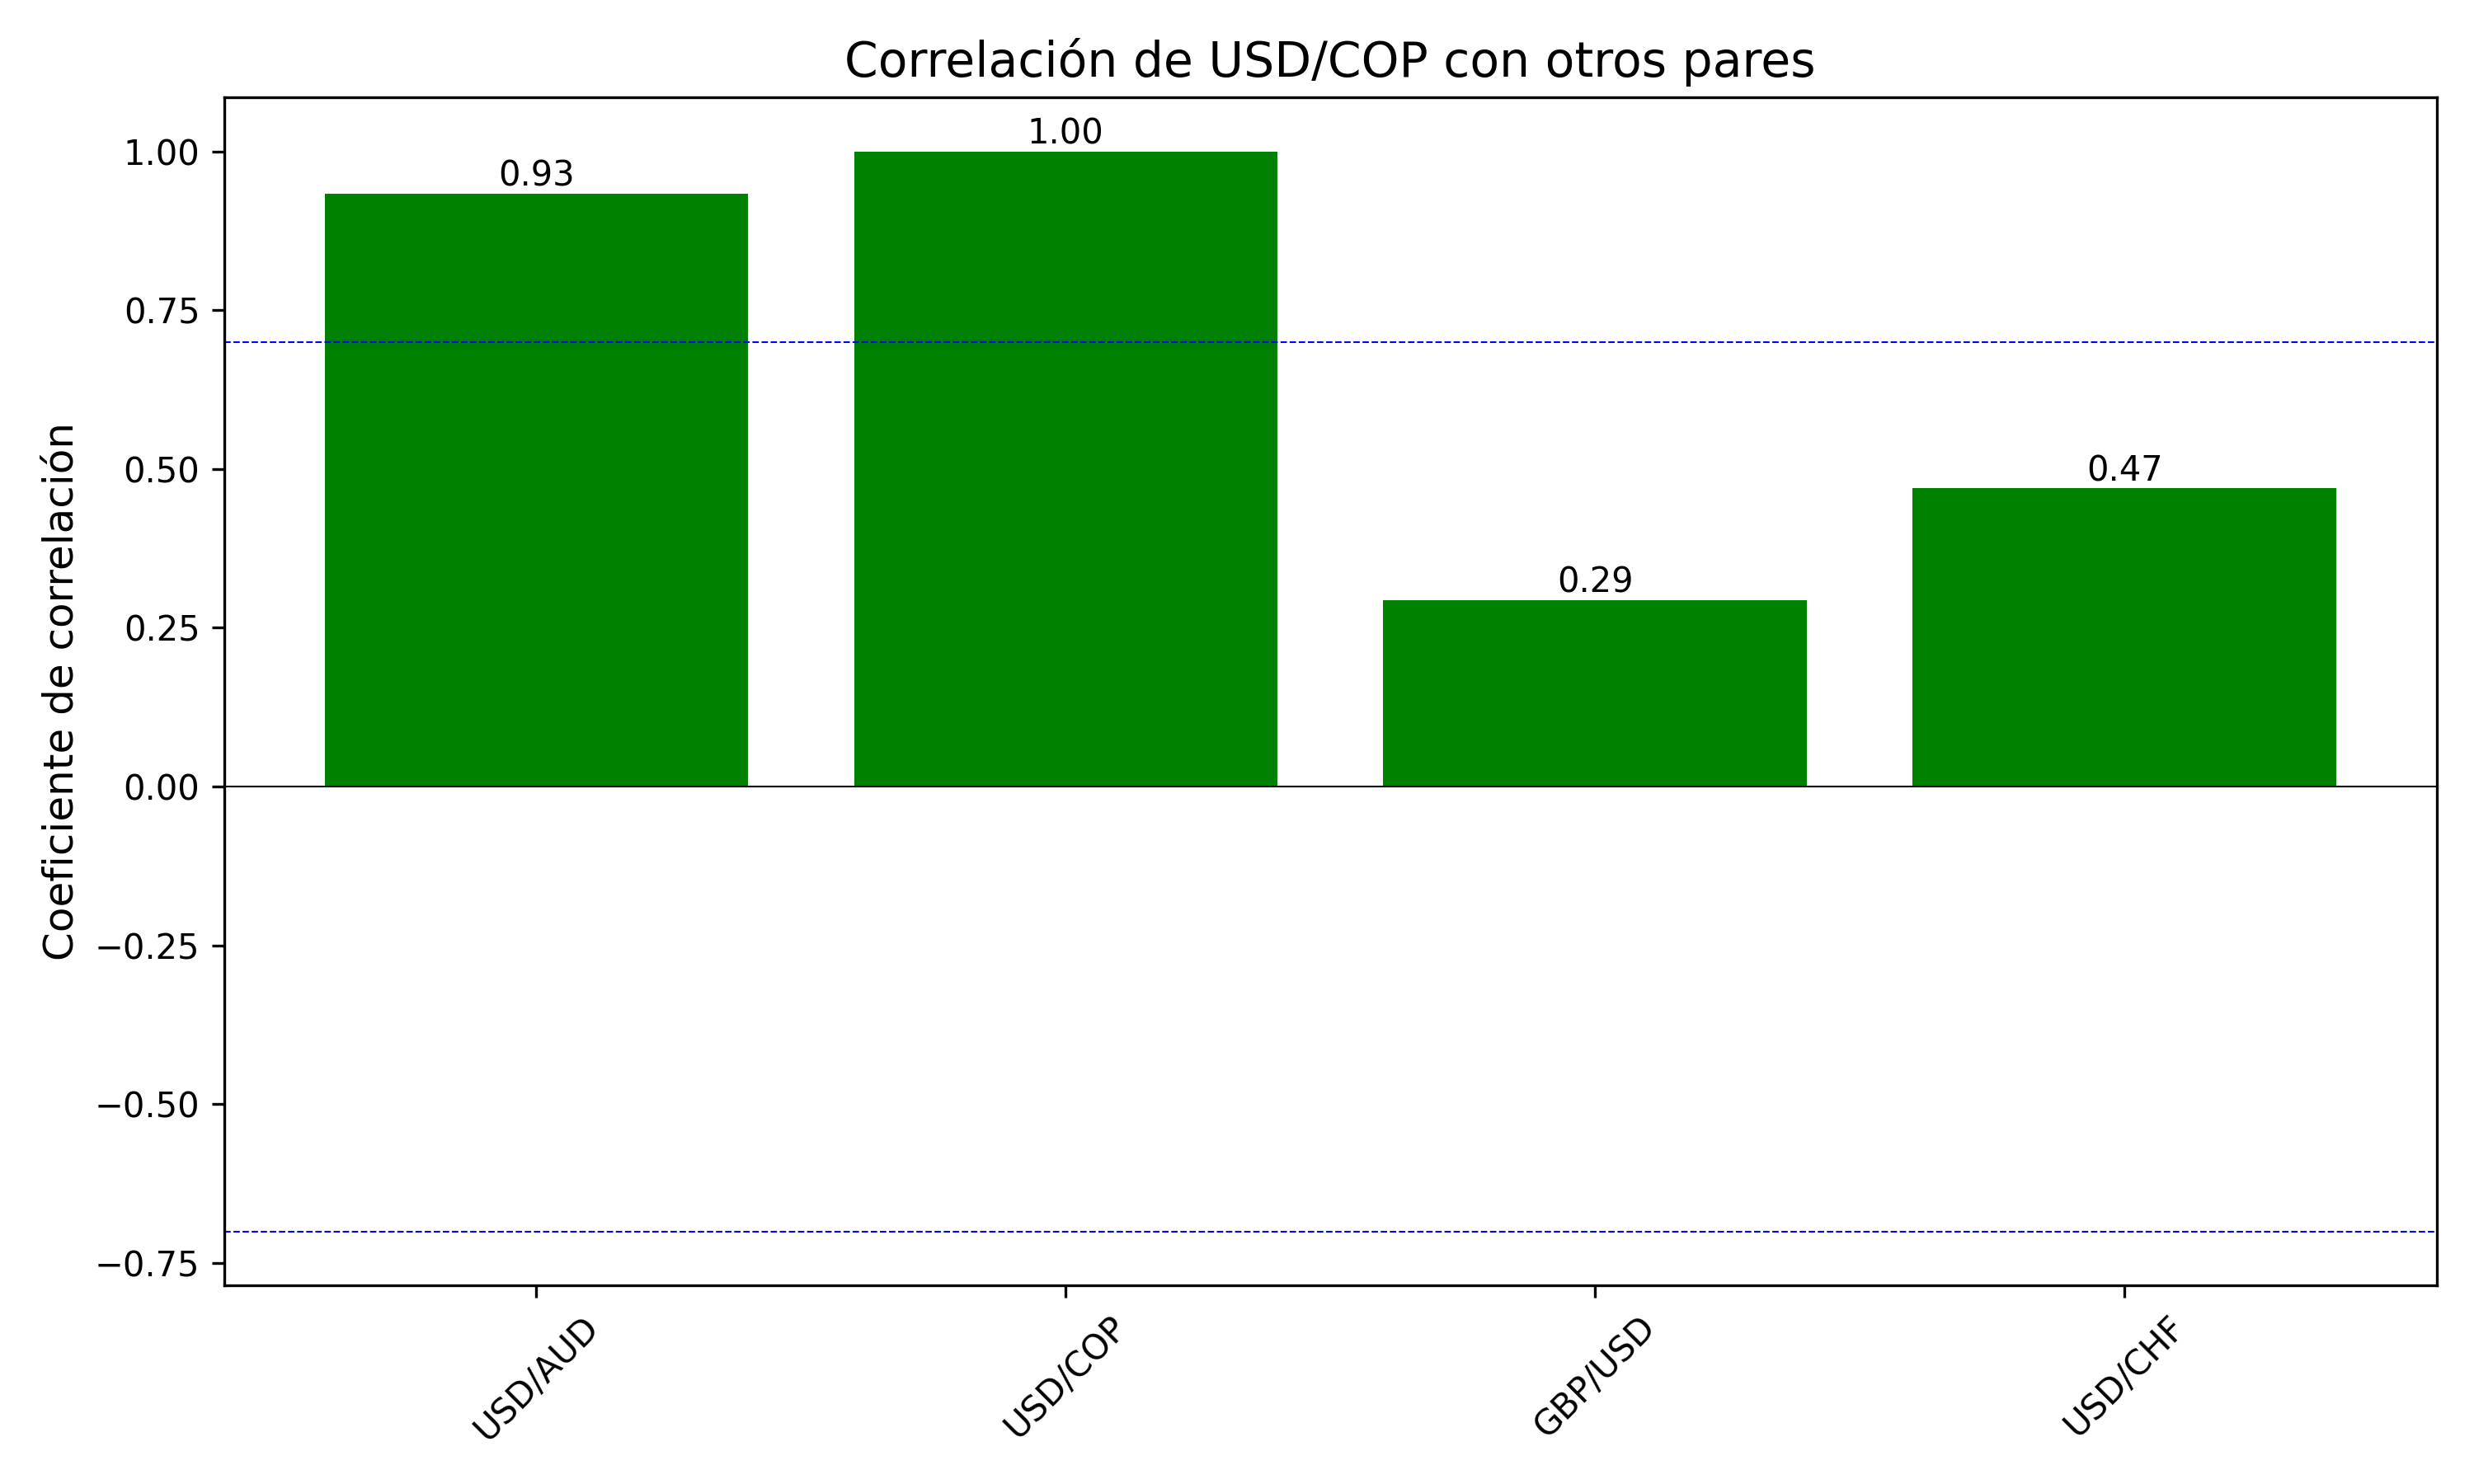 Correlación de USD/COP con otros pares
Coeficiente de correlación
1.00
0.75
0.50
0.25
0.00
−0.25
−0.50
−0.75
0.93
1.00
0.29
0.47
USD/AUD
USD/COP
GBP/USD
USD/CHF